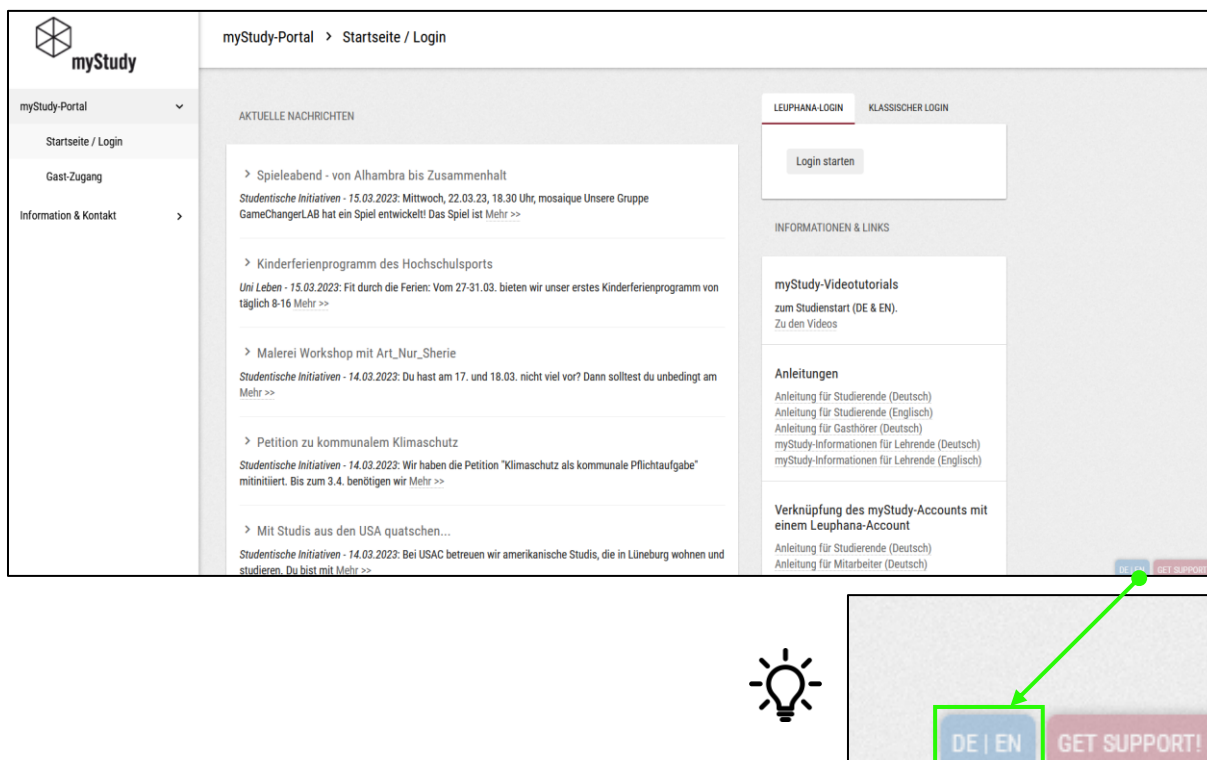 myStudy
myStudy-Portal > Startseite / Login
myStudy-Portal
Startseite / Login
Gast-Zugang
Information & Kontakt
AKTUELLE NACHRICHTEN
Spieleabend - von Alhambra bis Zusammenhalt
Studentische Initiativen - 15.03.2023: Mittwoch, 22.03.23, 18.30 Uhr, mosaique Unsere Gruppe
GameChangerLAB hat ein Spiel entwickelt! Das Spiel ist Mehr >>
Kinderferienprogramm des Hochschulsports
Uni Leben - 15.03.2023: Fit durch die Ferien: Vom 27-31.03. bieten wir unser erstes Kinderferienprogramm von
täglich 8-16 Mehr >>
Malerei Workshop mit Art_Nur_Sherie
Studentische Initiativen - 14.03.2023: Du hast am 17. und 18.03. nicht viel vor? Dann solltest du unbedingt am
Mehr >>
Petition zu kommunalem Klimaschutz
Studentische Initiativen - 14.03.2023: Wir haben die Petition "Klimaschutz als kommunale Pflichtaufgabe"
mitinitiiert. Bis zum 3.4. benötigen wir Mehr >>
Mit Studis aus den USA quatschen...
Studentische Initiativen - 14.03.2023: Bei USAC betreuen wir amerikanische Studis, die in Lüneburg wohnen und
studieren. Du bist mit Mehr >>
LEUPHANA-LOGIN KLASSISCHER LOGIN
Login starten
INFORMATIONEN & LINKS
myStudy-Videotutorials
zum Studienstart (DE & EN).
Zu den Videos
Anleitungen
Anleitung für Studierende (Deutsch)
Anleitung für Studierende (Englisch)
Anleitung für Gasthörer (Deutsch)
myStudy-Informationen für Lehrende (Deutsch)
myStudy-Informationen für Lehrende (Englisch)
Verknüpfung des myStudy-Accounts mit
einem Leuphana-Account
Anleitung für Studierende (Deutsch)
Anleitung für Mitarbeiter (Deutsch)
DE | EN GET SUPPORT
DE | EN GET SUPPORT!